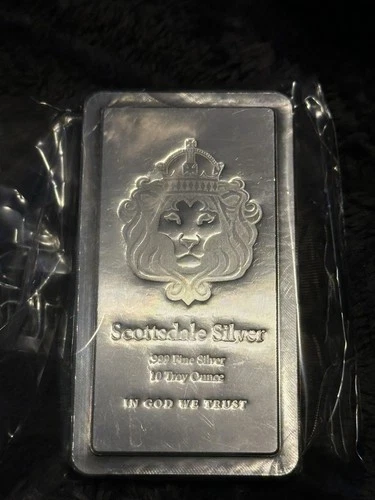 Scottsdale Silver
.999 Fine Silver
10 Troy Ounce
IN GOD WE TRUST